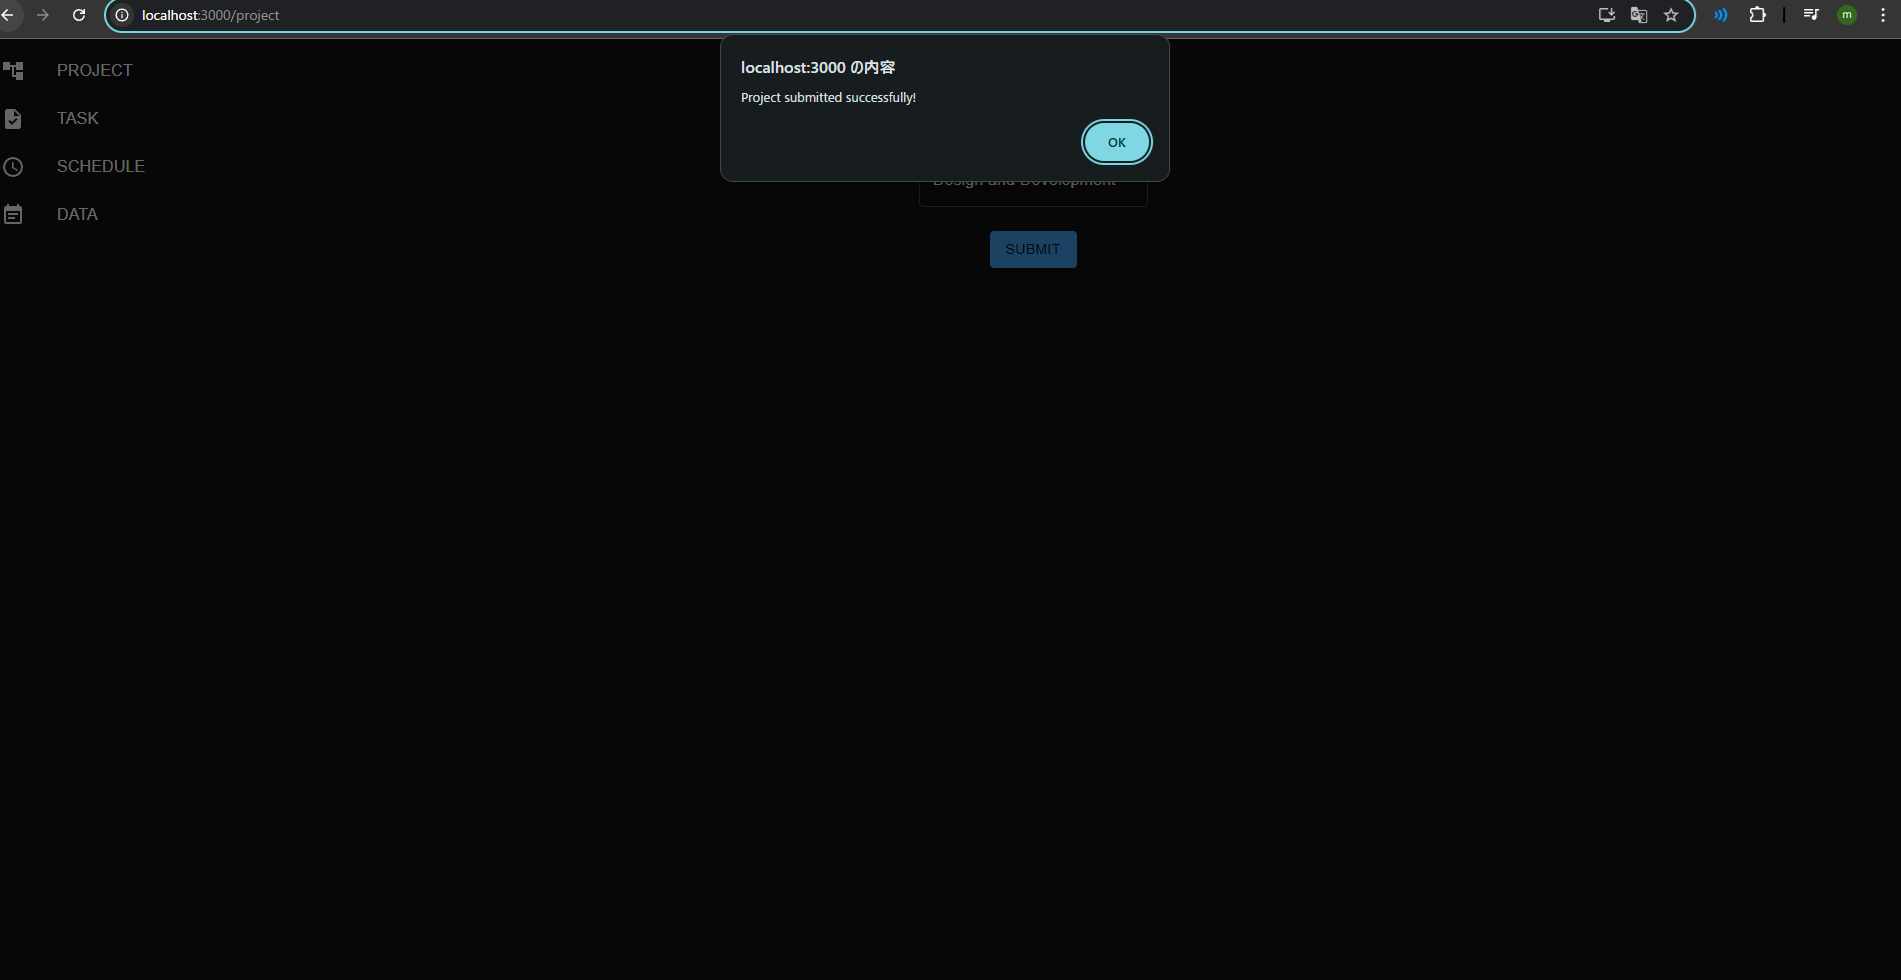 localhost:3000/project
m
PROJECT
TASK
SCHEDULE
DATA
localhost:3000 の内容
Project submitted successfully!
OK
Design and Development
SUBMIT